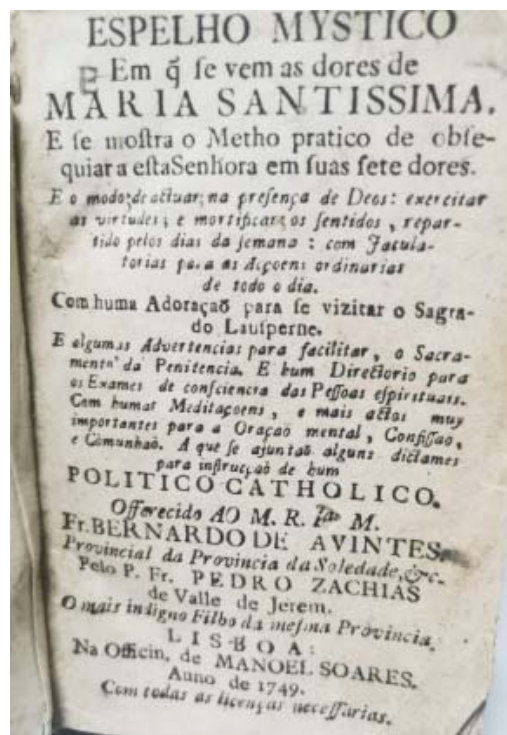 ESPELHO MYSTICO
Em q̃ ſe vem as dores de
MARIA SANTISSIMA.
E ſe moſtra o Metho pratico de obſe-
quiar a eſtaSenhora em ſuas ſete dores.
E o modo; de actuar; na preſença de Deos: exercitar
as virtudes; e mortificar; os ſentidos, repar-
tido pelos dias da ſemana: com Jacula-
torias para as Acçoens ordinarias
de todo o dia.
Com huma Adoraçaõ para ſe vizitar o Sagra-
do Lauſperne.
E algumas Advertencias para facilitar, o Sacra-
mento da Penitencia. E hum Directorio para
os Exames de conſciencia das Peſſoas eſpirituais.
Com humas Meditaçoens, e mais actos muy
importantes para a Oraçaõ mental, Confiſſaõ,
e Comunhaõ. A que ſe ajuntaõ alguns dictames
para inſtrucçaõ de hum
POLITICO CATHOLICO.
Offerecido AO M. R. P. M.
Fr. BERNARDO DE AVINTES.
Provincial da Provincia da Soledade, &c.
Pelo P. Fr. PEDRO ZACHIAS
de Valle de Jerem.
O mais indigno Filho da meſma Provincia.
LISBOA:
Na Officin. de MANOEL SOARES.
Anno de 1749.
Com todas as licenças neceſſarias.